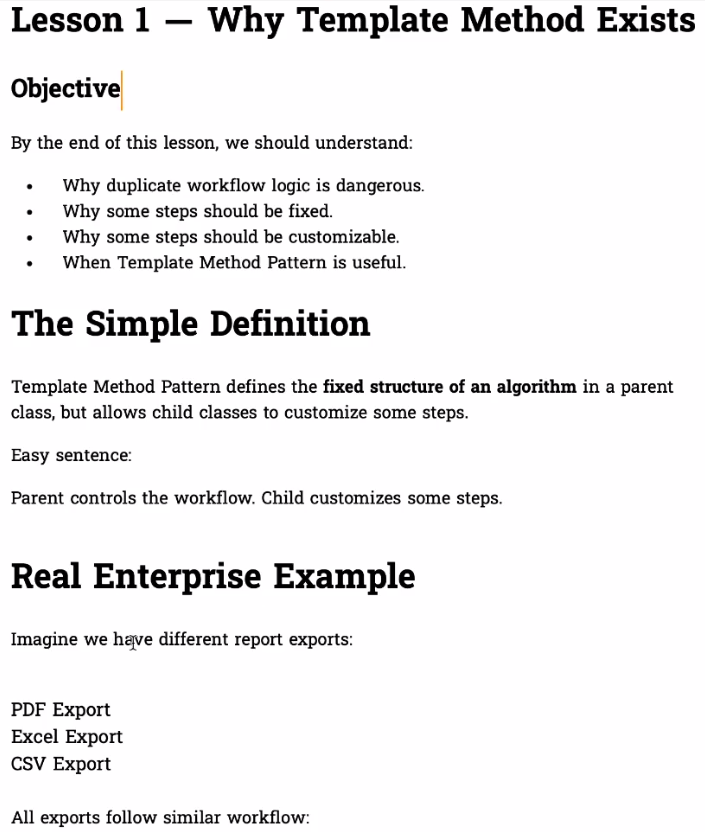 Lesson 1 — Why Template Method Exists
Objective
By the end of this lesson, we should understand:
• Why duplicate workflow logic is dangerous.
• Why some steps should be fixed.
• Why some steps should be customizable.
• When Template Method Pattern is useful.
The Simple Definition
Template Method Pattern defines the fixed structure of an algorithm in a parent
class, but allows child classes to customize some steps.
Easy sentence:
Parent controls the workflow. Child customizes some steps.
Real Enterprise Example
Imagine we have different report exports:
PDF Export
Excel Export
CSV Export
All exports follow similar workflow: